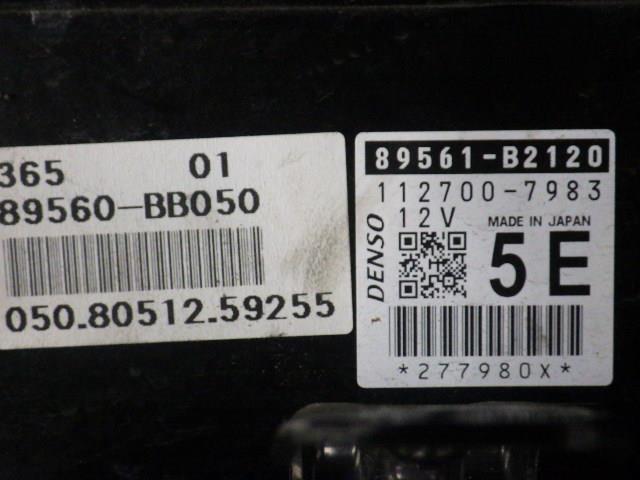 365 01
89560-BB050
050.80512.59255
89561-B2120
112700-7983
12V MADE IN JAPAN
DENSO
5E
*277980X*